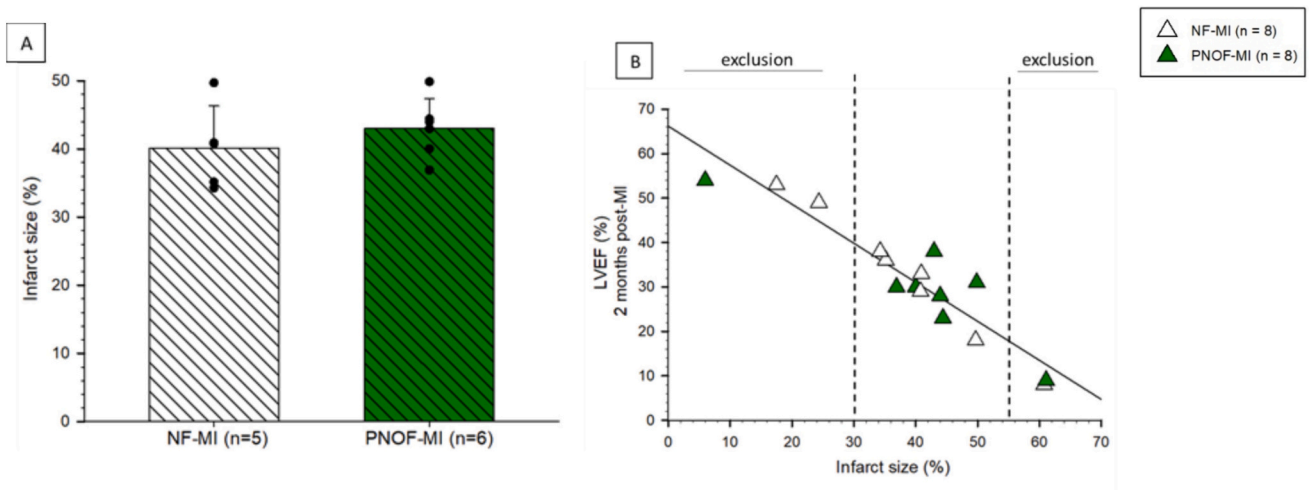 A
50
40
30
20
10
0
Infarct size (%)
NF-MI (n=5)
PNOF-MI (n=6)
B
exclusion
exclusion
NF-MI (n = 8)
PNOF-MI (n = 8)
70
60
50
40
30
20
10
0
LVEF (%)
2 months post-MI
0 10 20 30 40 50 60 70
Infarct size (%)